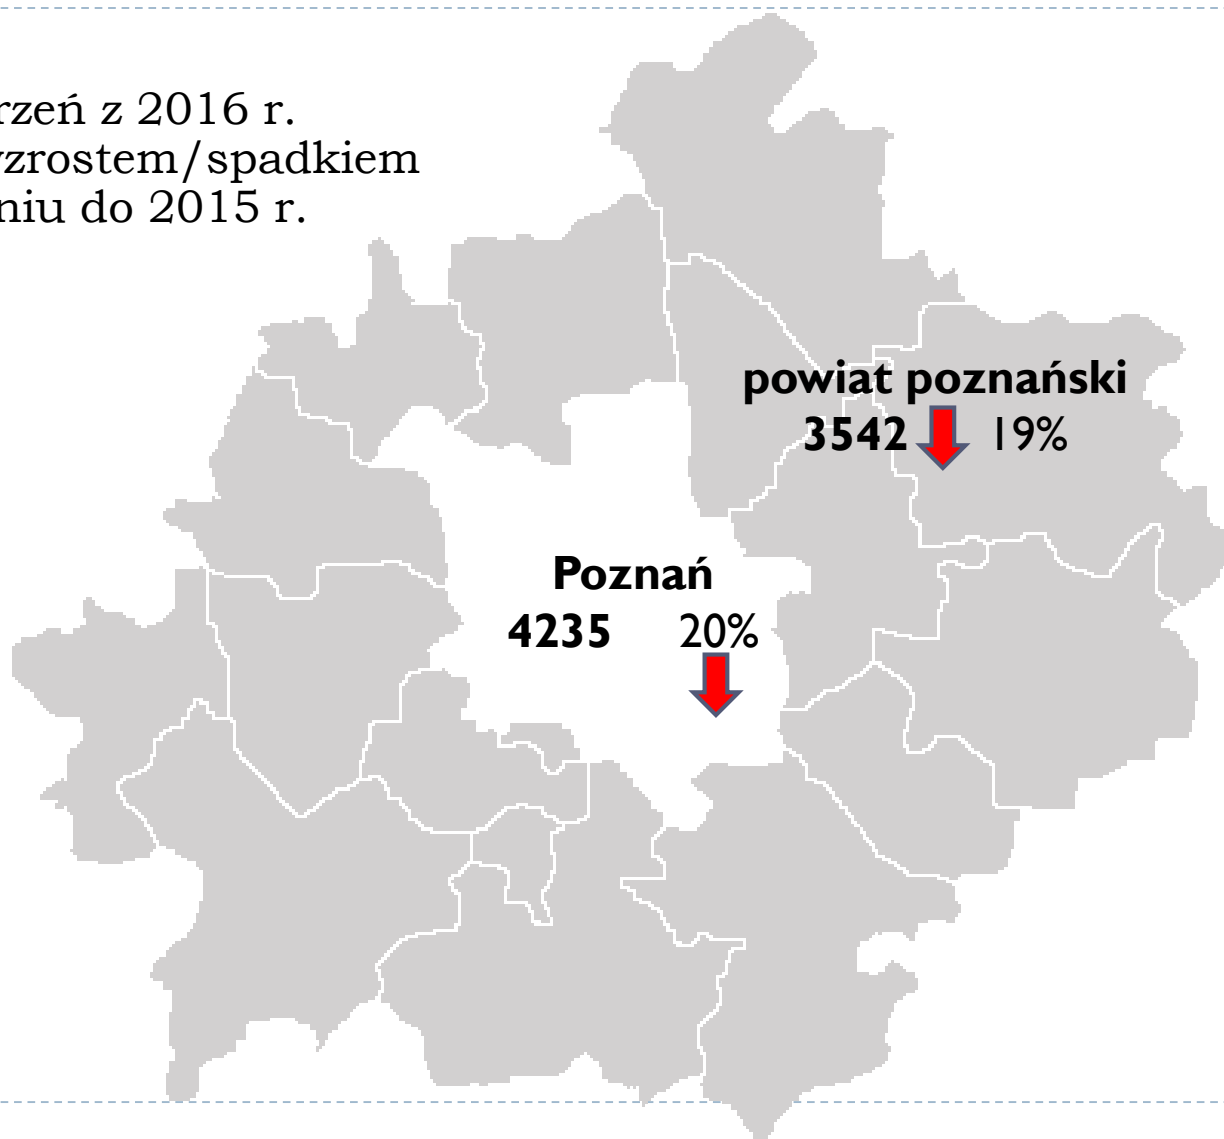 rzeń z 2016 r.
zrostem/spadkiem
niu do 2015 r.
powiat poznański
3542 19%
Poznań
4235 20%